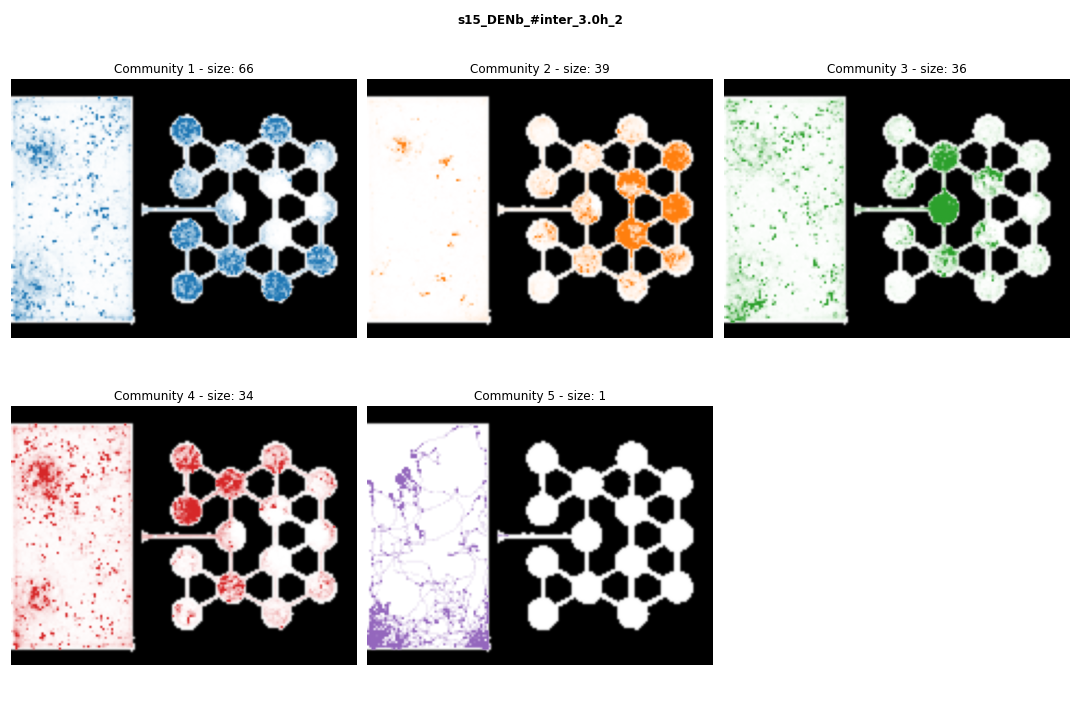 s15_DENb_#inter_3.0h_2
Community 1 - size: 66
Community 2 - size: 39
Community 3 - size: 36
Community 4 - size: 34
Community 5 - size: 1